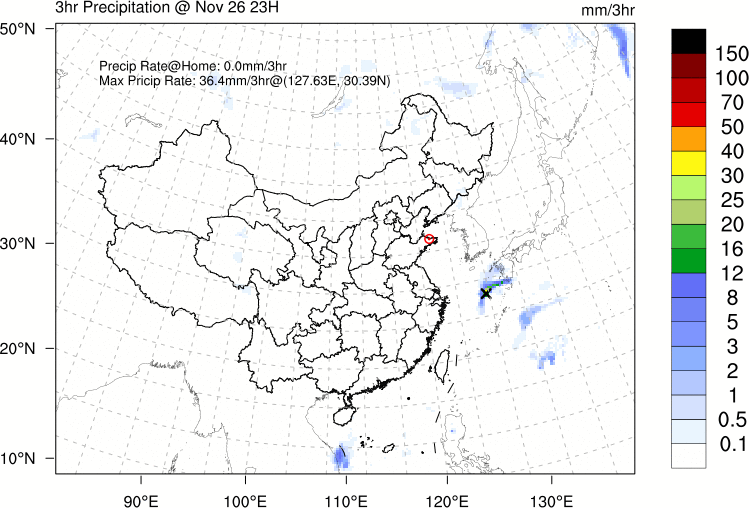 3hr Precipitation @ Nov 26 23H
mm/3hr
Precip Rate@Home: 0.0mm/3hr
Max Pricip Rate: 36.4mm/3hr@(127.63E, 30.39N)
50°N
40°N
30°N
20°N
10°N
90°E
100°E
110°E
120°E
130°E
150
100
70
50
40
30
25
20
16
12
8
5
3
2
1
0.5
0.1